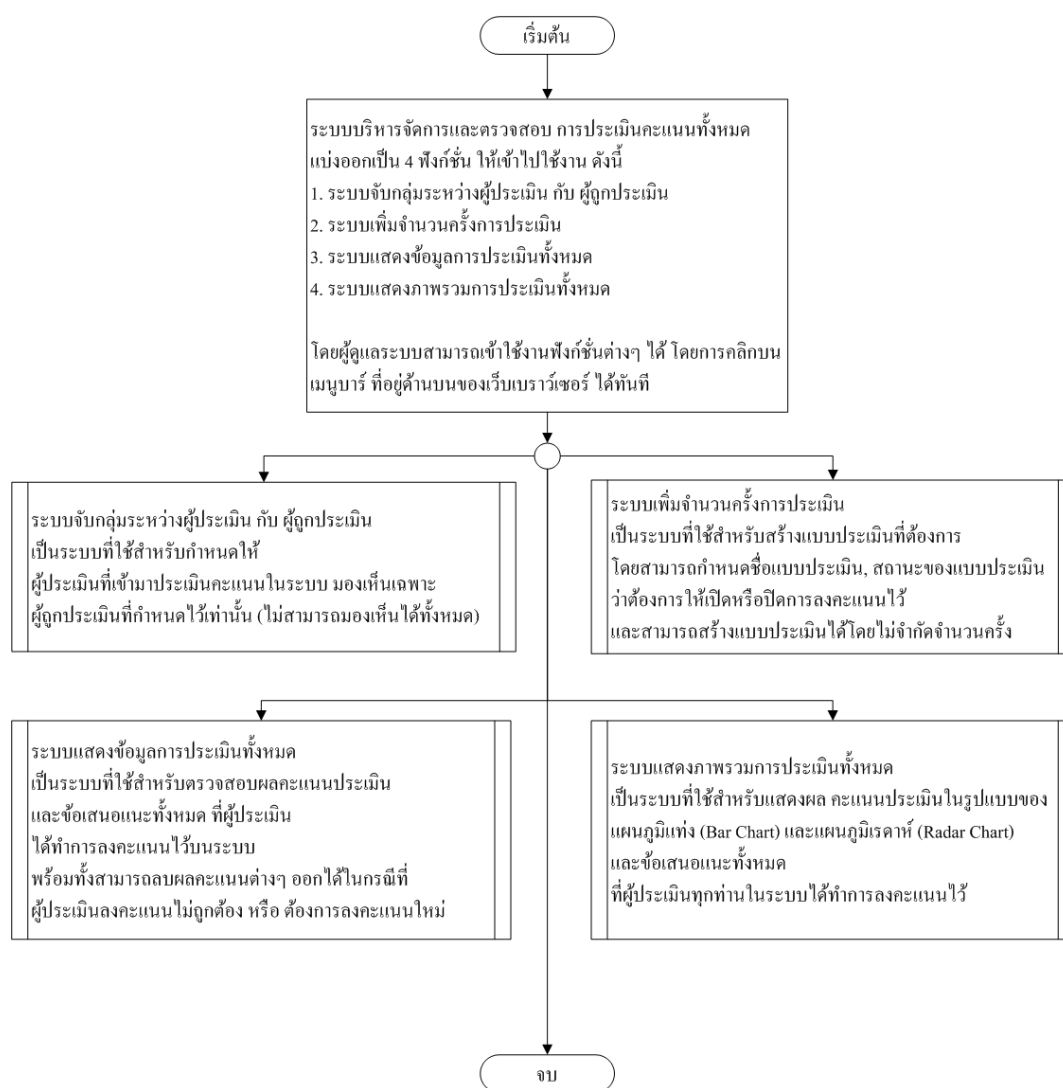 เริ่มต้น
ระบบบริหารจัดการและตรวจสอบ การประเมินคะแนนทั้งหมด
แบ่งออกเป็น 4 ฟังก์ชั่น ให้เข้าไปใช้งาน ดังนี้
1. ระบบจับกลุ่มระหว่างผู้ประเมิน กับ ผู้ถูกประเมิน
2. ระบบเพิ่มจำนวนครั้งการประเมิน
3. ระบบแสดงข้อมูลการประเมินทั้งหมด
4. ระบบแสดงภาพรวมการประเมินทั้งหมด
โดยผู้ดูแลระบบสามารถเข้าใช้งานฟังก์ชั่นต่างๆ ได้ โดยการคลิกบน
เมนูบาร์ ที่อยู่ด้านบนของเว็บเบราว์เซอร์ ได้ทันที
ระบบจับกลุ่มระหว่างผู้ประเมิน กับ ผู้ถูกประเมิน
เป็นระบบที่ใช้สำหรับกำหนดให้
ผู้ประเมินที่เข้ามาประเมินคะแนนในระบบ มองเห็นเฉพาะ
ผู้ถูกประเมินที่กำหนดไว้เท่านั้น (ไม่สามารถมองเห็นได้ทั้งหมด)
ระบบเพิ่มจำนวนครั้งการประเมิน
เป็นระบบที่ใช้สำหรับสร้างแบบประเมินที่ต้องการ
โดยสามารถกำหนดชื่อแบบประเมิน, สถานะของแบบประเมิน
ว่าต้องการให้เปิดหรือปิดการลงคะแนนไว้
และสามารถสร้างแบบประเมินได้โดยไม่จำกัดจำนวนครั้ง
ระบบแสดงข้อมูลการประเมินทั้งหมด
เป็นระบบที่ใช้สำหรับตรวจสอบผลคะแนนประเมิน
และข้อเสนอแนะทั้งหมด ที่ผู้ประเมิน
ได้ทำการลงคะแนนไว้บนระบบ
พร้อมทั้งสามารถลบผลคะแนนต่างๆ ออกได้ในกรณีที่
ผู้ประเมินลงคะแนนไม่ถูกต้อง หรือ ต้องการลงคะแนนใหม่
ระบบแสดงภาพรวมการประเมินทั้งหมด
เป็นระบบที่ใช้สำหรับแสดงผล คะแนนประเมินในรูปแบบของ
แผนภูมิแท่ง (Bar Chart) และแผนภูมิเรดาห์ (Radar Chart)
และข้อเสนอแนะทั้งหมด
ที่ผู้ประเมินทุกท่านในระบบได้ทำการลงคะแนนไว้
จบ